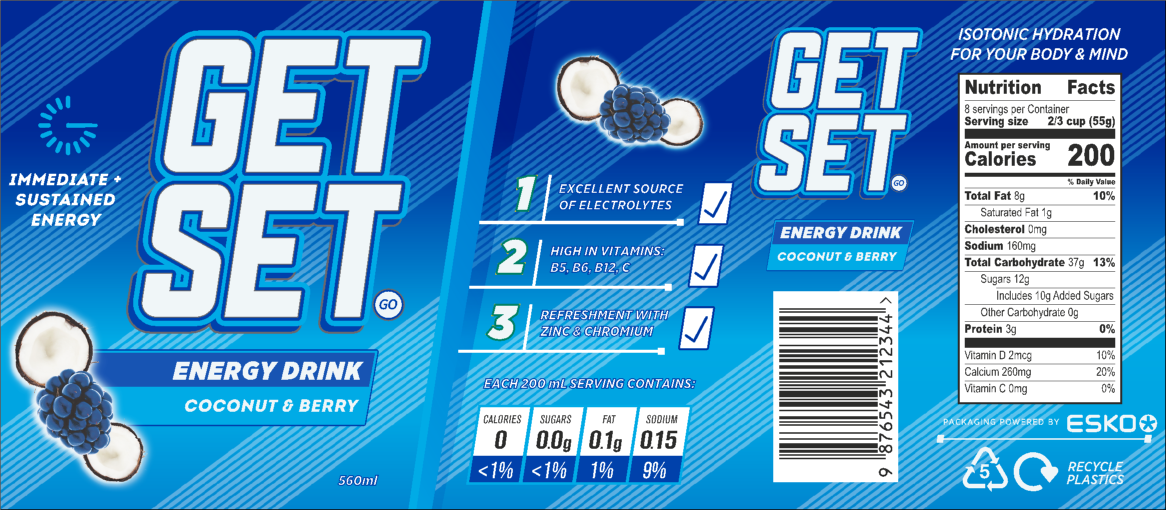 GET
SET
GO
IMMEDIATE +
SUSTAINED
ENERGY
ENERGY DRINK
COCONUT & BERRY
560ml
1 EXCELLENT SOURCE
OF ELECTROLYTES
2 HIGH IN VITAMINS:
B5, B6, B12, C
3 REFRESHMENT WITH
ZINC & CHROMIUM
EACH 200 mL SERVING CONTAINS:
CALORIES SUGARS FAT SODIUM
0 0.0g 0.1g 0.15
<1% <1% 1% 9%
GET
SET
GO
ENERGY DRINK
COCONUT & BERRY
9 876543 212344 >
ISOTONIC HYDRATION
FOR YOUR BODY & MIND
Nutrition Facts
8 servings per Container
Serving size 2/3 cup (55g)
Amount per serving
Calories 200
% Daily Value
Total Fat 8g 10%
Saturated Fat 1g
Cholesterol 0mg
Sodium 160mg
Total Carbohydrate 37g 13%
Sugars 12g
Includes 10g Added Sugars
Other Carbohydrate 0g
Protein 3g 0%
Vitamin D 2mcg 10%
Calcium 260mg 20%
Vitamin C 0mg 0%
PACKAGING POWERED BY ESKO
5
RECYCLE
PLASTICS